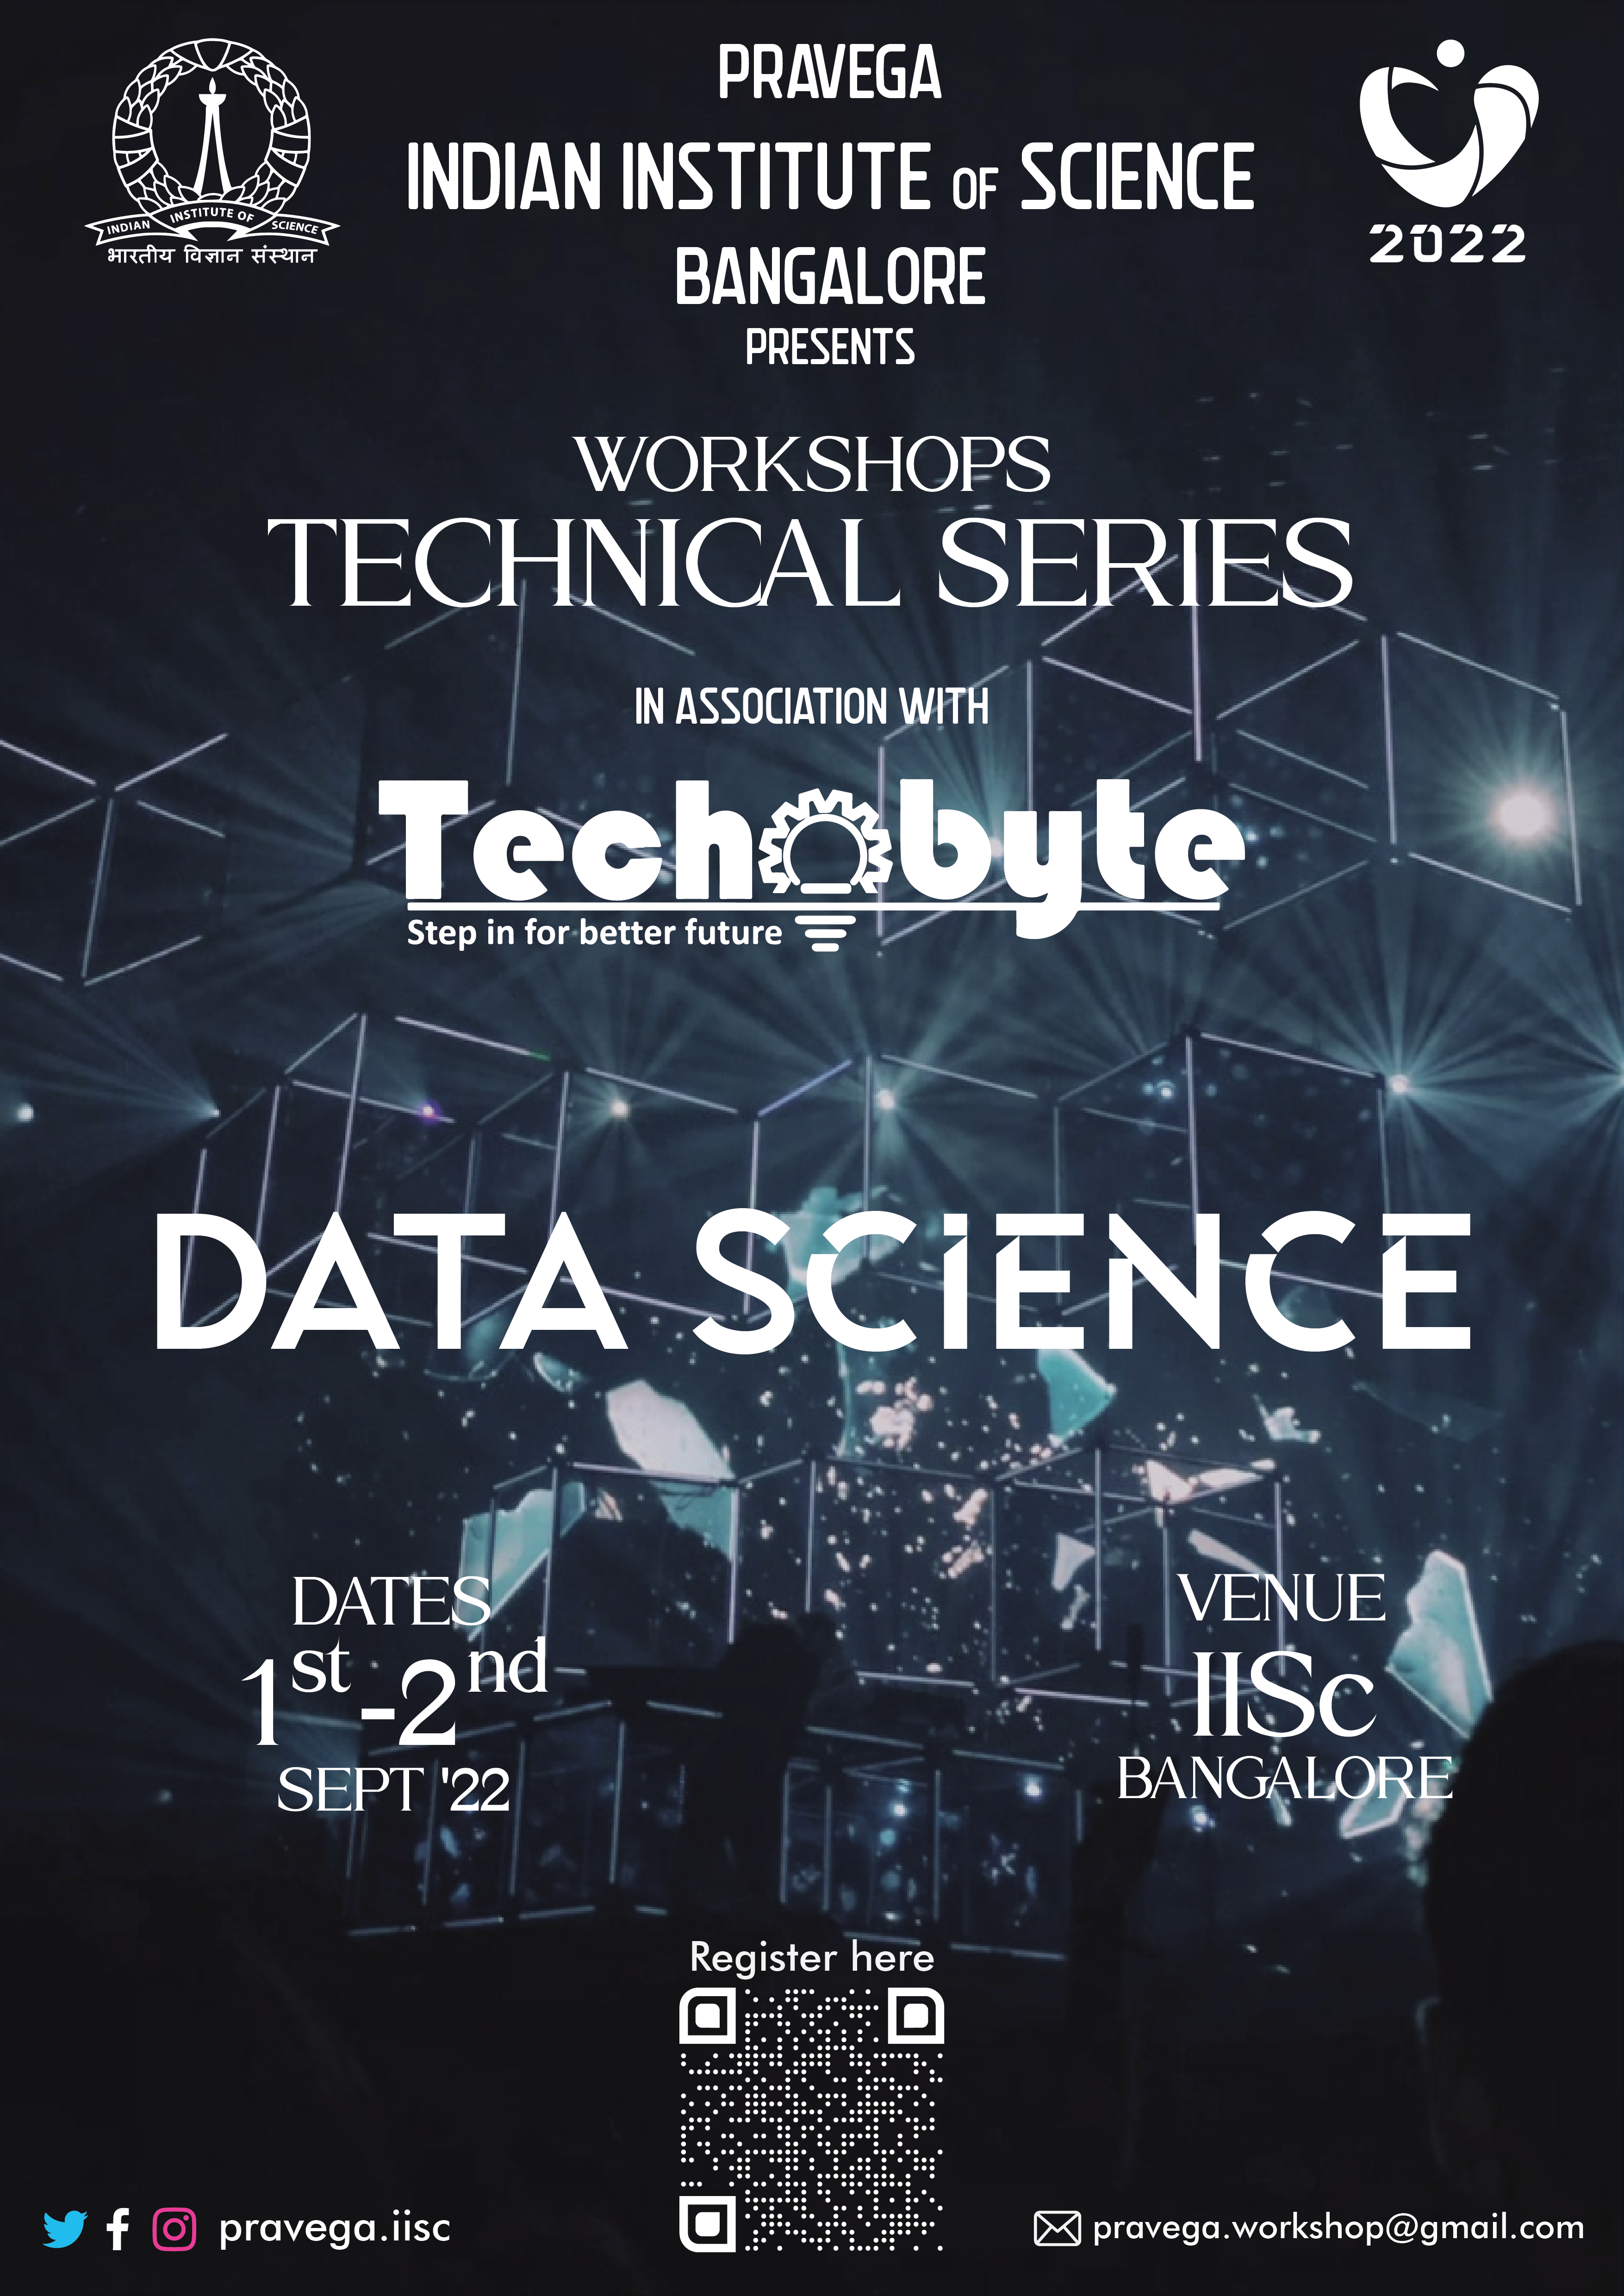 PRAVEGA
INDIAN INSTITUTE OF SCIENCE
BANGALORE
PRESENTS
INDIAN INSTITUTE OF SCIENCE
भारतीय विज्ञान संस्थान
2022
WORKSHOPS
TECHNICAL SERIES
IN ASSOCIATION WITH
Techobyte
Step in for better future
DATA SCIENCE
DATES
1st-2nd
SEPT '22
VENUE
IISc
BANGALORE
Register here
pravega.iisc
pravega.workshop@gmail.com